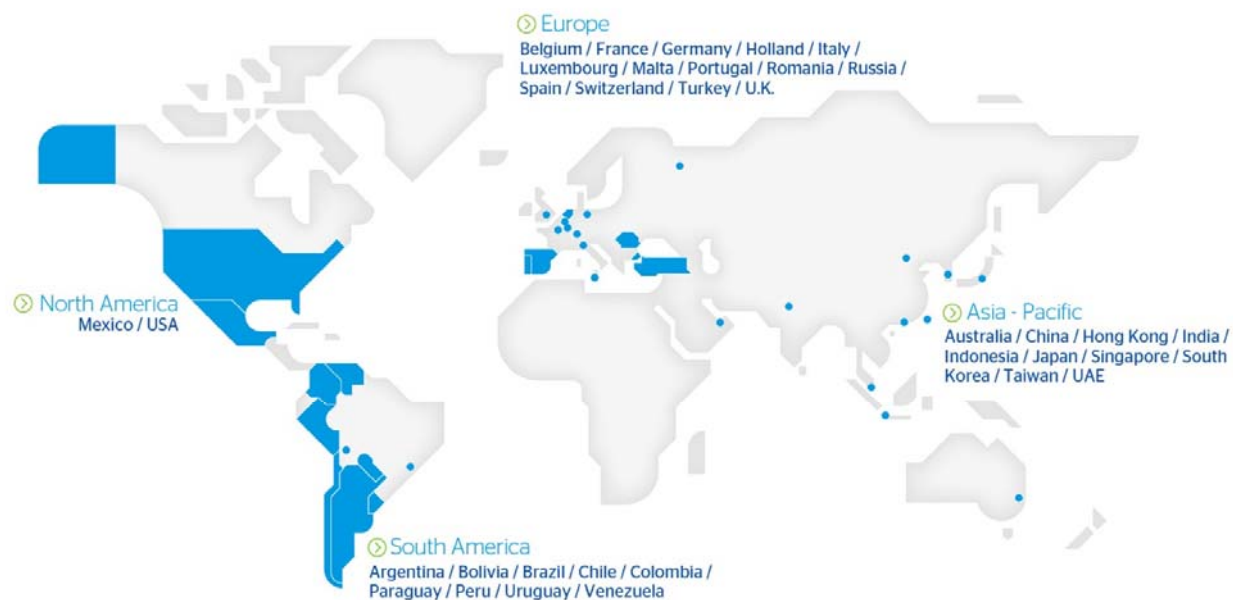 Europe
Belgium / France / Germany / Holland / Italy /
Luxembourg / Malta / Portugal / Romania / Russia /
Spain / Switzerland / Turkey / U.K.
North America
Mexico / USA
Asia - Pacific
Australia / China / Hong Kong / India /
Indonesia / Japan / Singapore / South
Korea / Taiwan / UAE
South America
Argentina / Bolivia / Brazil / Chile / Colombia /
Paraguay / Peru / Uruguay / Venezuela